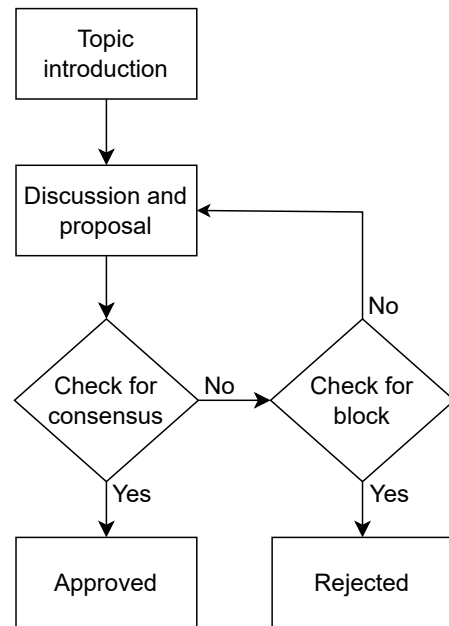 Topic
introduction
Discussion and
proposal
No
Check for
consensus
No
Check for
block
Yes
Yes
Approved
Rejected